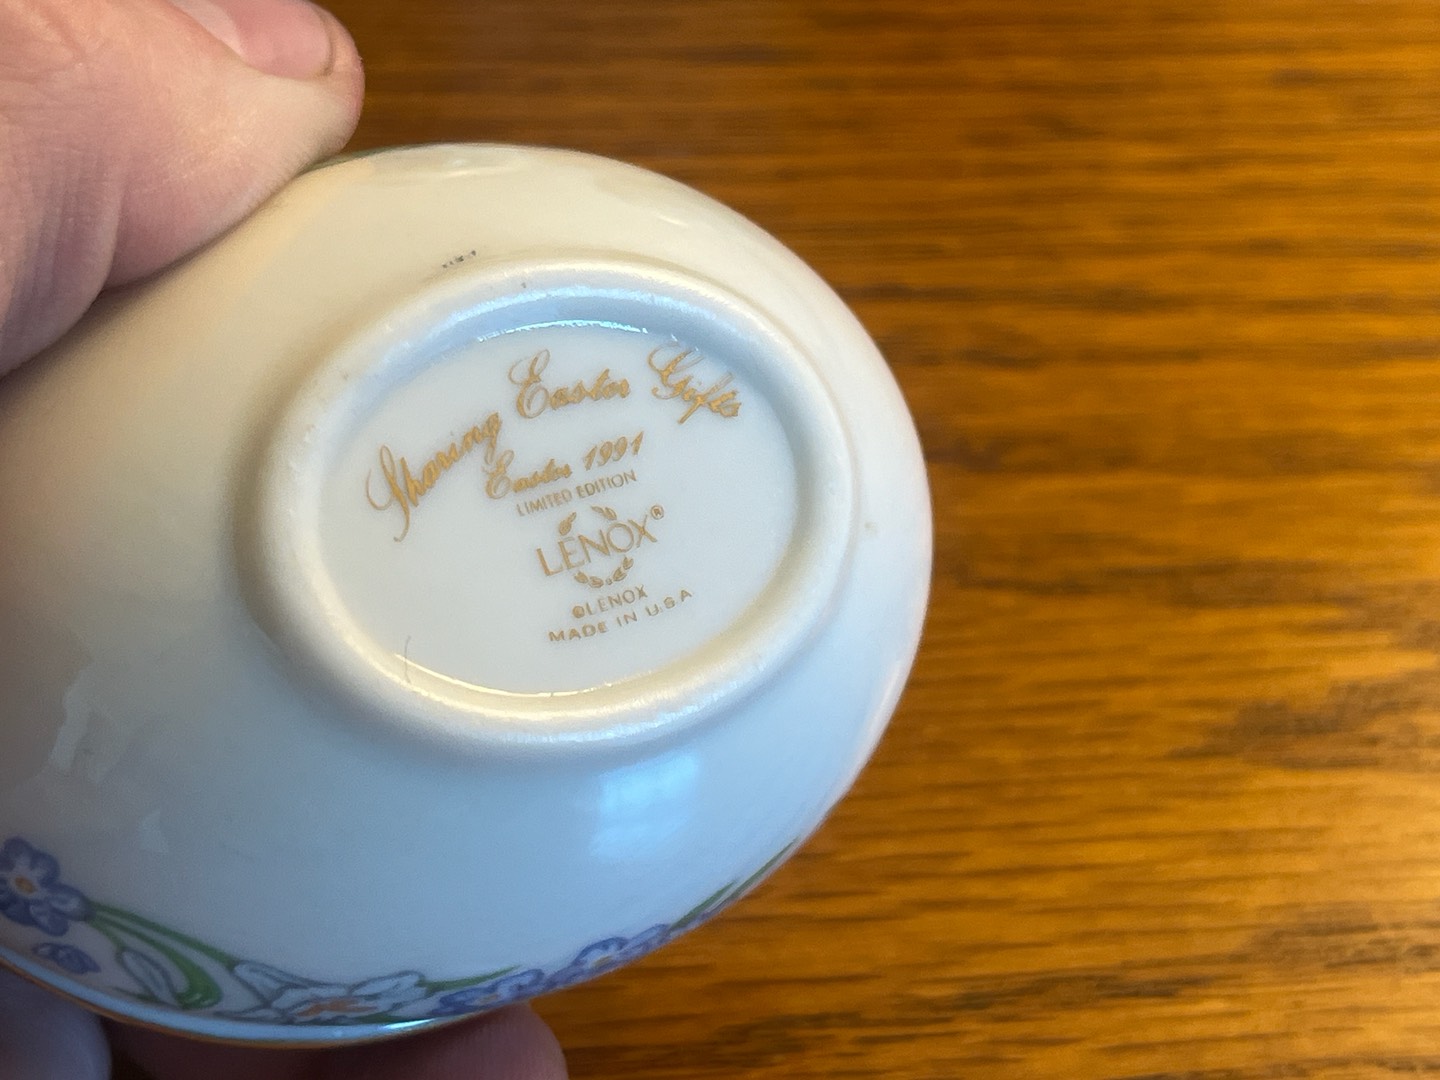 Sharing Easter Gifts
Easter 1991
LIMITED EDITION
LENOX®
©LENOX
MADE IN U.S.A